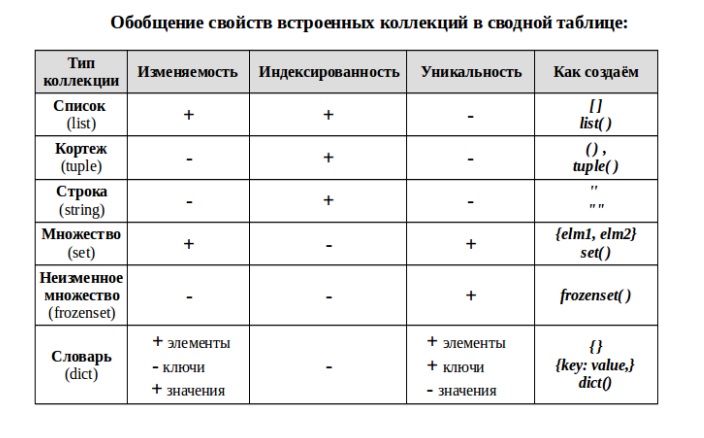 Обобщение свойств встроенных коллекций в сводной таблице:
Тип коллекции Изменяемость Индексированность Уникальность Как создаём
Список (list) + + - [ ] list( )
Кортеж (tuple) - + - ( ) , tuple( )
Строка (string) - + - '' ""
Множество (set) + - + {elm1, elm2} set( )
Неизменное множество (frozenset) - - + frozenset( )
Словарь (dict) + элементы - ключи + значения - + элементы + ключи - значения {} {key: value,} dict()